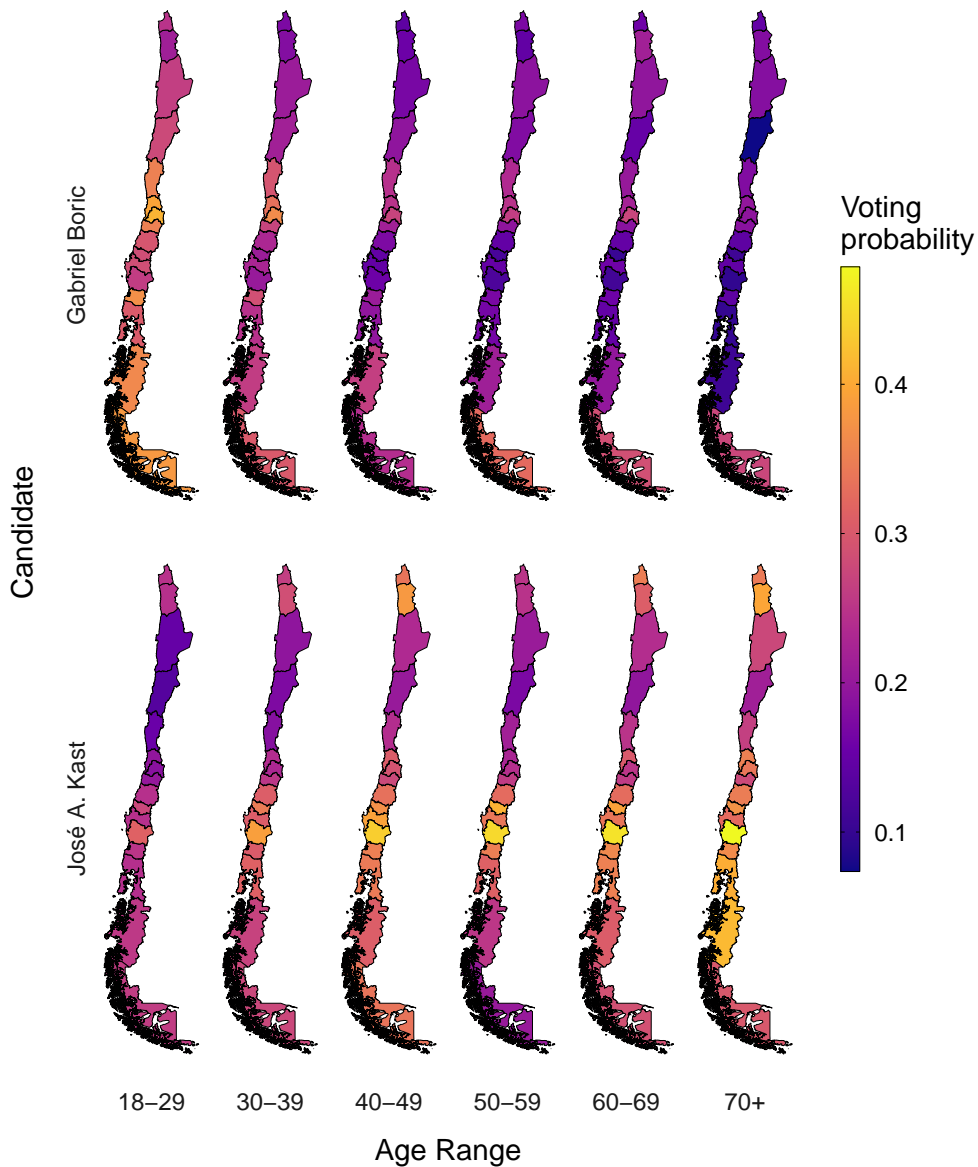 Candidate
Gabriel Boric
José A. Kast
Voting
probability
0.4
0.3
0.2
0.1
18–29
30–39
40–49
50–59
60–69
70+
Age Range